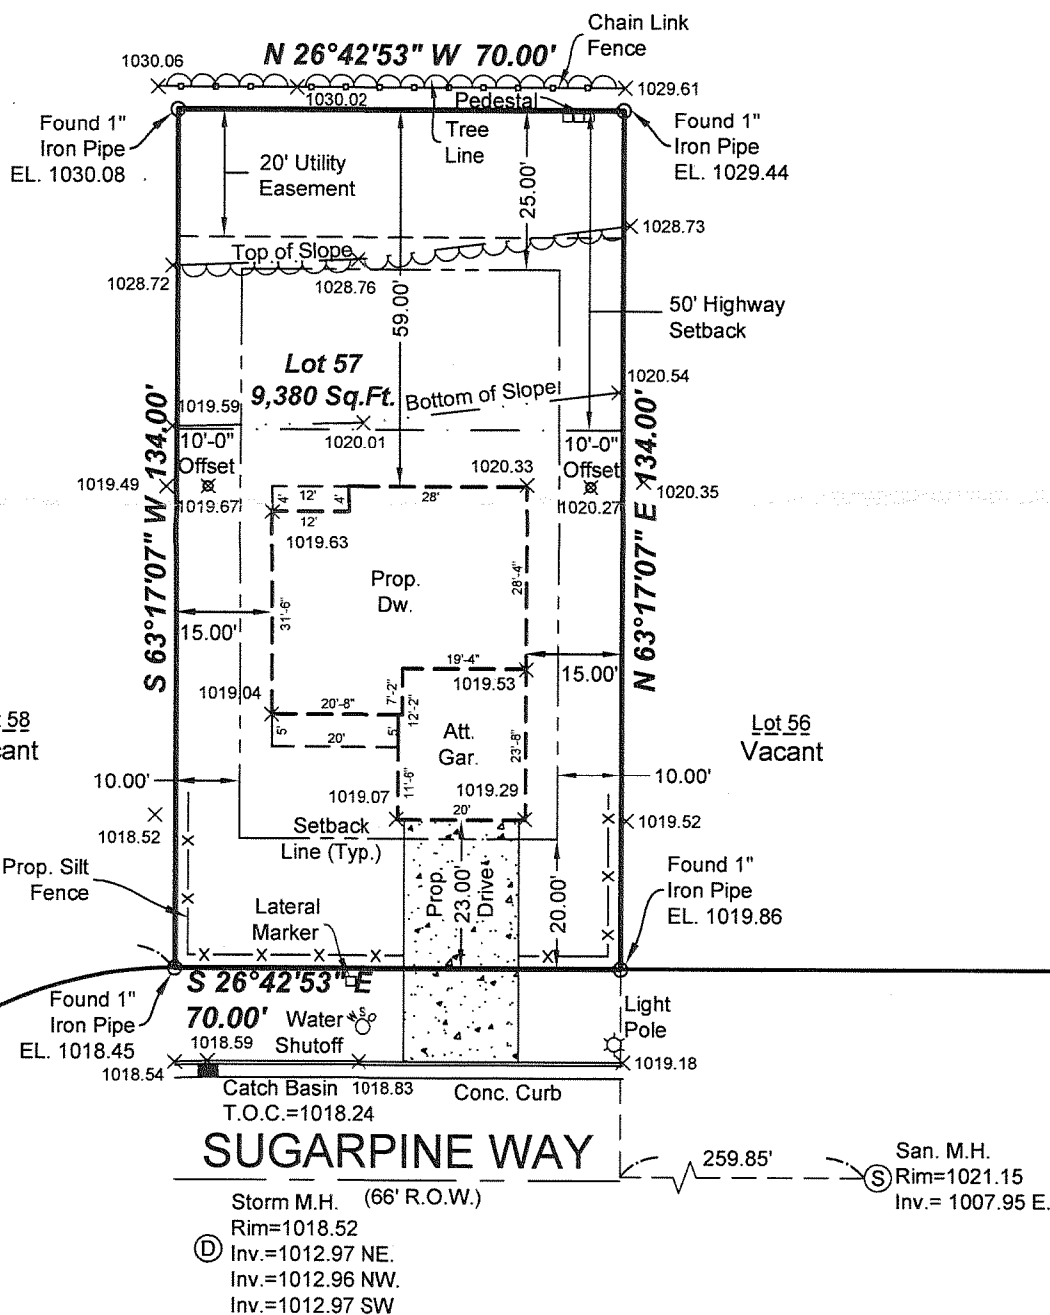 Chain Link
Fence
N 26°42'53" W 70.00'
1030.06
1029.61
1030.02
Pedestal
Found 1"
Iron Pipe
EL. 1030.08
Tree
Line
Found 1"
Iron Pipe
EL. 1029.44
20' Utility
Easement
25.00'
1028.73
Top of Slope
1028.72
1028.76
59.00'
50' Highway
Setback
Lot 57
9,380 Sq.Ft.
Bottom of Slope
1020.54
1019.59
1020.01
10'-0"
Offset
10'-0"
Offset
S 63°17'07" W 134.00'
N 63°17'07" E 134.00'
1019.49
1019.67
1020.33
1020.27
1020.35
12'
4'
4'
28'
12'
1019.63
Prop.
Dw.
28'-4"
31'-6"
15.00'
15.00'
19'-4"
1019.53
1019.04
7'-2"
12'-2"
20'-8"
5'
20'
5'
Att.
Gar.
23'-8"
11'-6"
58
cant
Lot 56
Vacant
10.00'
10.00'
1019.07
1019.29
20'
1018.52
1019.52
Setback
Line (Typ.)
Prop. Silt
Fence
Prop.
23.00'
Drive
20.00'
Found 1"
Iron Pipe
EL. 1019.86
Lateral
Marker
S 26°42'53" E
70.00'
Found 1"
Iron Pipe
EL. 1018.45
Water
Shutoff
S
Light
Pole
1018.59
1018.54
1018.83
1019.18
Catch Basin
T.O.C.=1018.24
Conc. Curb
SUGARPINE WAY
(66' R.O.W.)
259.85'
S
San. M.H.
Rim=1021.15
Inv.= 1007.95 E.
D
Storm M.H.
Rim=1018.52
Inv.=1012.97 NE.
Inv.=1012.96 NW.
Inv.=1012.97 SW